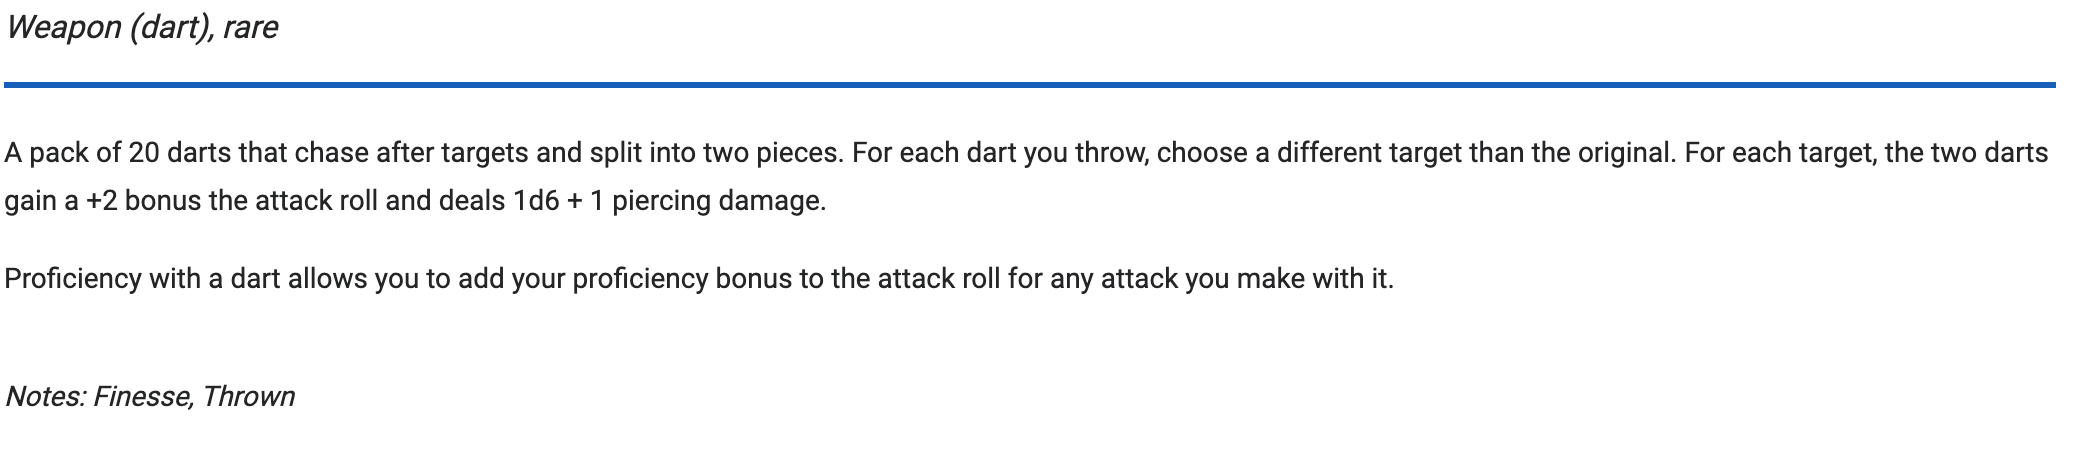 Weapon (dart), rare
A pack of 20 darts that chase after targets and split into two pieces. For each dart you throw, choose a different target than the original. For each target, the two darts
gain a +2 bonus the attack roll and deals 1d6 + 1 piercing damage.
Proficiency with a dart allows you to add your proficiency bonus to the attack roll for any attack you make with it.
Notes: Finesse, Thrown